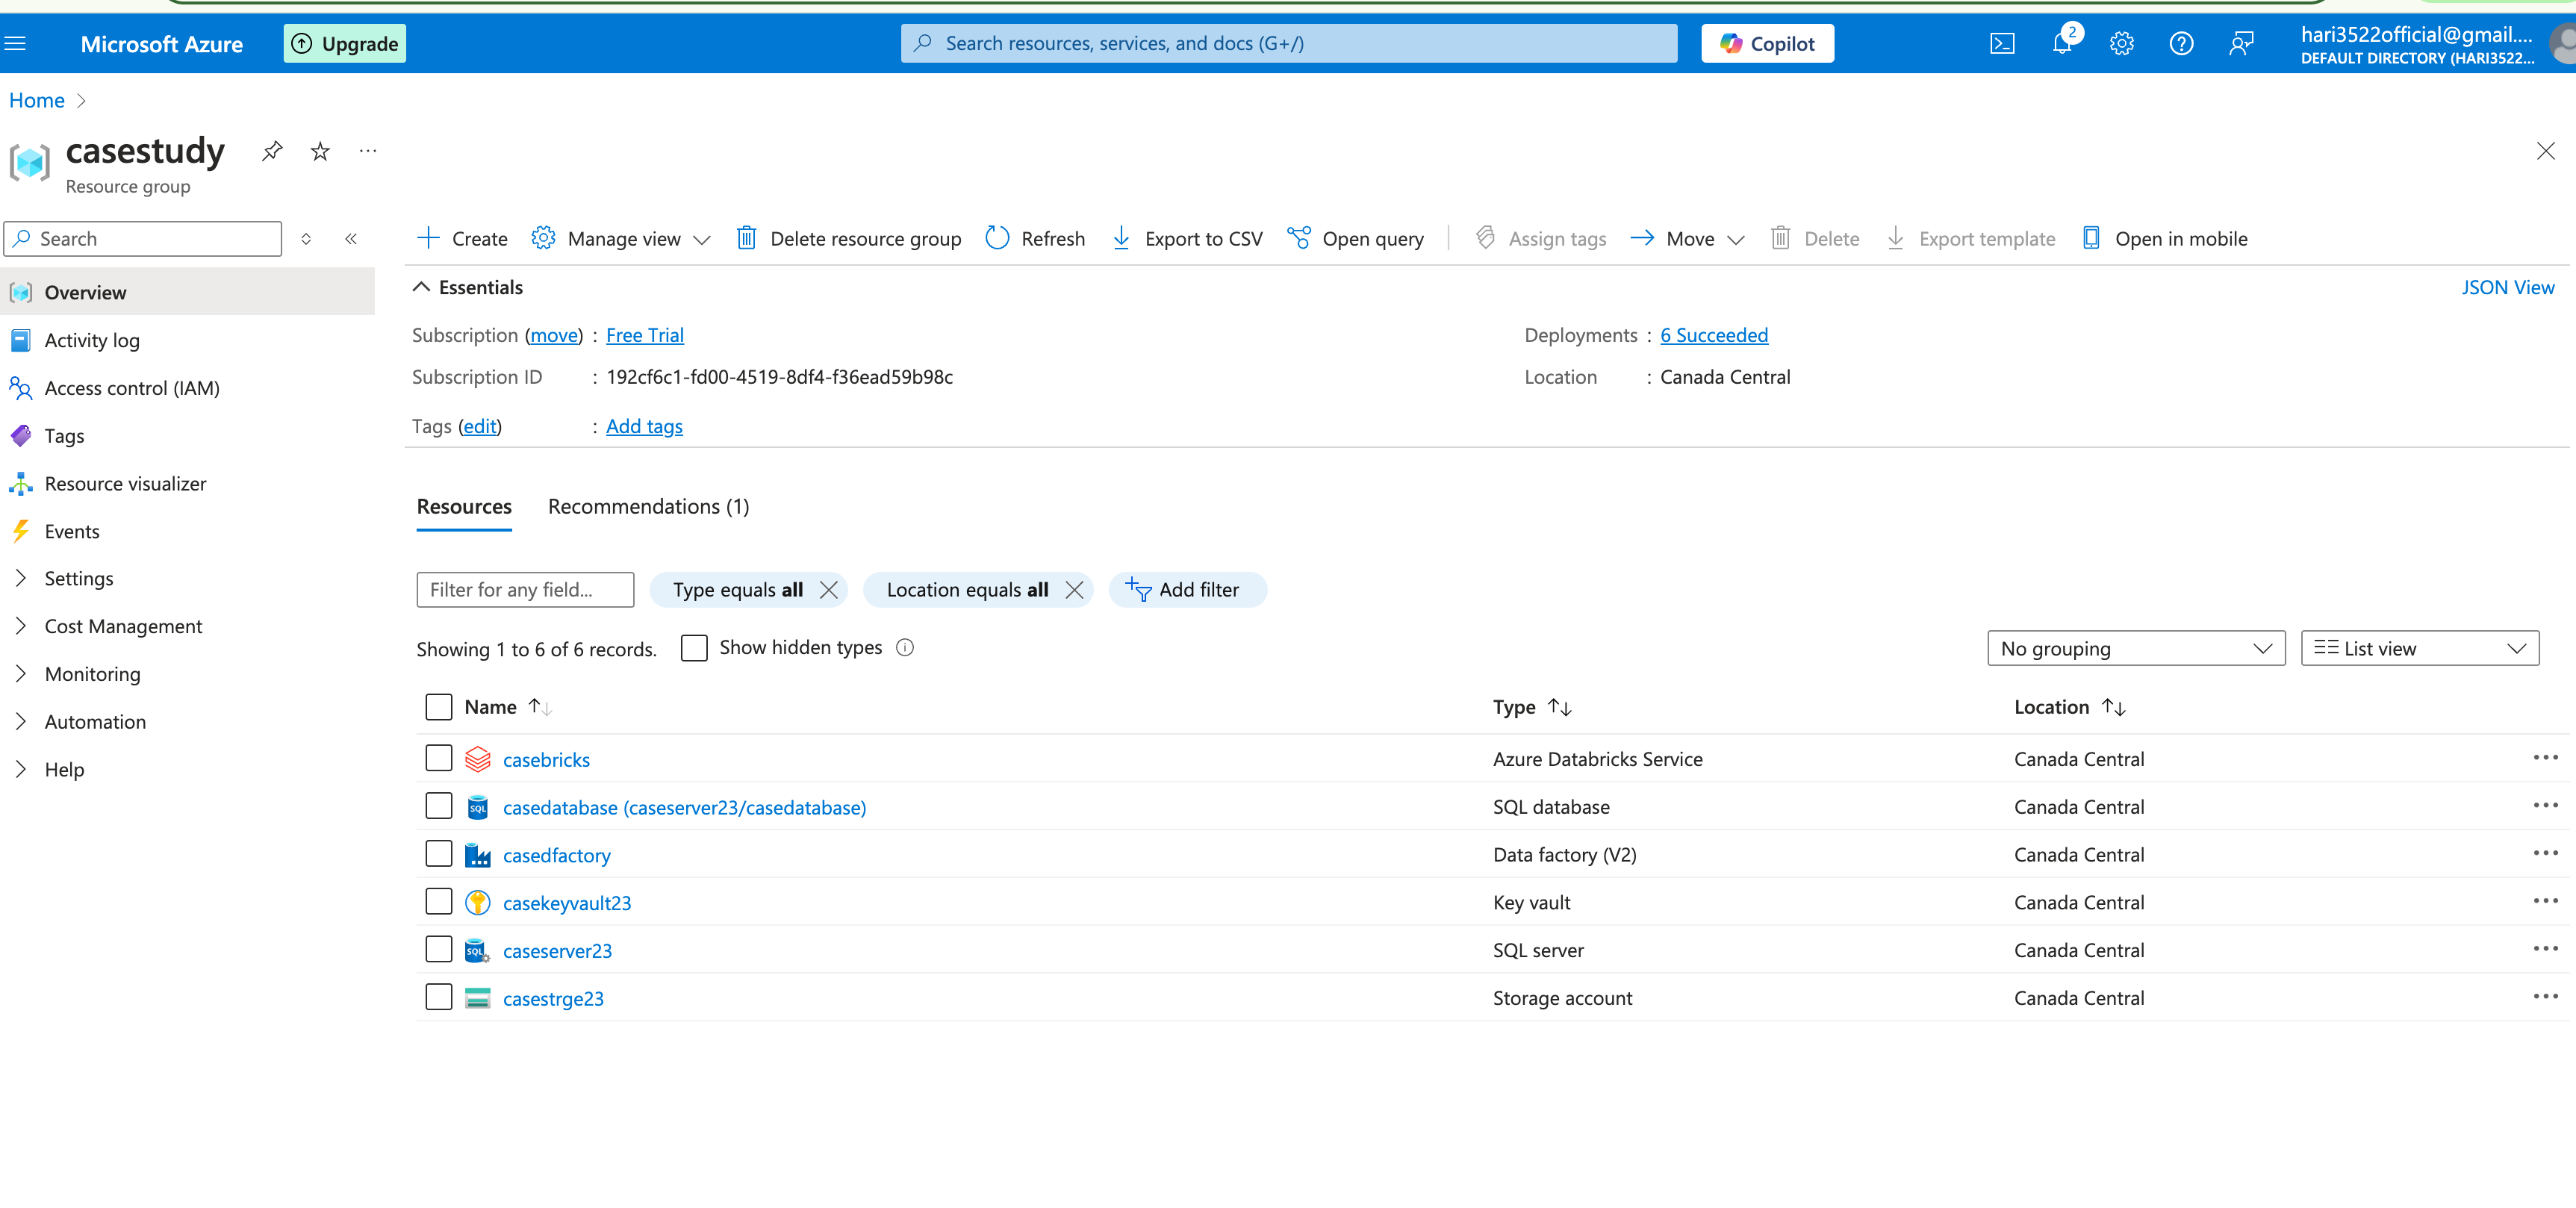 Microsoft Azure
Upgrade
Search resources, services, and docs (G+/)
Copilot
2
hari3522official@gmail....
DEFAULT DIRECTORY (HARI3522...
Home
casestudy
Resource group
Search
Create
Manage view
Delete resource group
Refresh
Export to CSV
Open query
Assign tags
Move
Delete
Export template
Open in mobile
Overview
Activity log
Access control (IAM)
Tags
Resource visualizer
Events
Settings
Cost Management
Monitoring
Automation
Help
Essentials
JSON View
Subscription (move) : Free Trial
Deployments : 6 Succeeded
Subscription ID : 192cf6c1-fd00-4519-8df4-f36ead59b98c
Location : Canada Central
Tags (edit) : Add tags
Resources Recommendations (1)
Filter for any field...
Type equals all
Location equals all
Add filter
Showing 1 to 6 of 6 records.
Show hidden types
No grouping
List view
Name Type Location
casebricks Azure Databricks Service Canada Central
casedatabase (caseserver23/casedatabase) SQL database Canada Central
casedfactory Data factory (V2) Canada Central
casekeyvault23 Key vault Canada Central
caseserver23 SQL server Canada Central
casestrge23 Storage account Canada Central